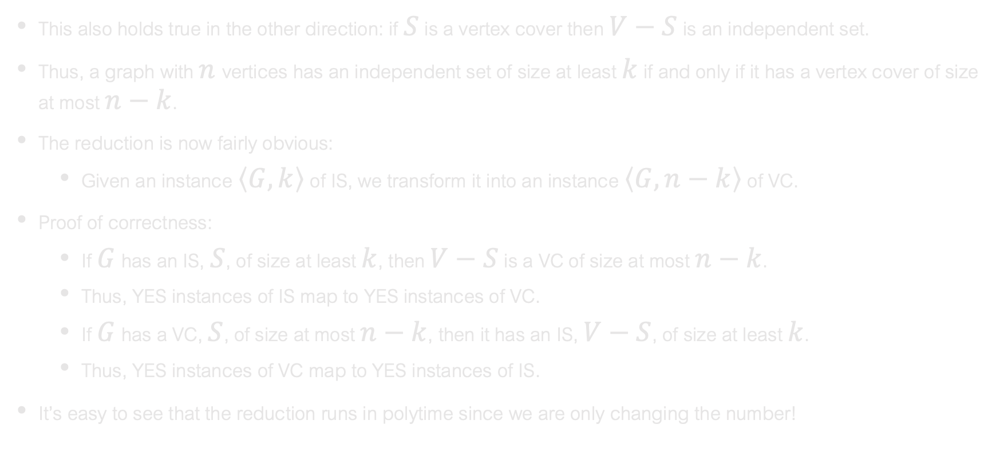 • This also holds true in the other direction: if 𝑺 is a vertex cover then 𝑽 − 𝑺 is an independent set.
• Thus, a graph with 𝒏 vertices has an independent set of size at least 𝒌 if and only if it has a vertex cover of size
at most 𝒏 − 𝒌.
• The reduction is now fairly obvious:
• Given an instance ⟨𝑮, 𝒌⟩ of IS, we transform it into an instance ⟨𝑮, 𝒏 − 𝒌⟩ of VC.
• Proof of correctness:
• If 𝑮 has an IS, 𝑺, of size at least 𝒌, then 𝑽 − 𝑺 is a VC of size at most 𝒏 − 𝒌.
• Thus, YES instances of IS map to YES instances of VC.
• If 𝑮 has a VC, 𝑺, of size at most 𝒏 − 𝒌, then it has an IS, 𝑽 − 𝑺, of size at least 𝒌.
• Thus, YES instances of VC map to YES instances of IS.
• It’s easy to see that the reduction runs in polytime since we are only changing the number!